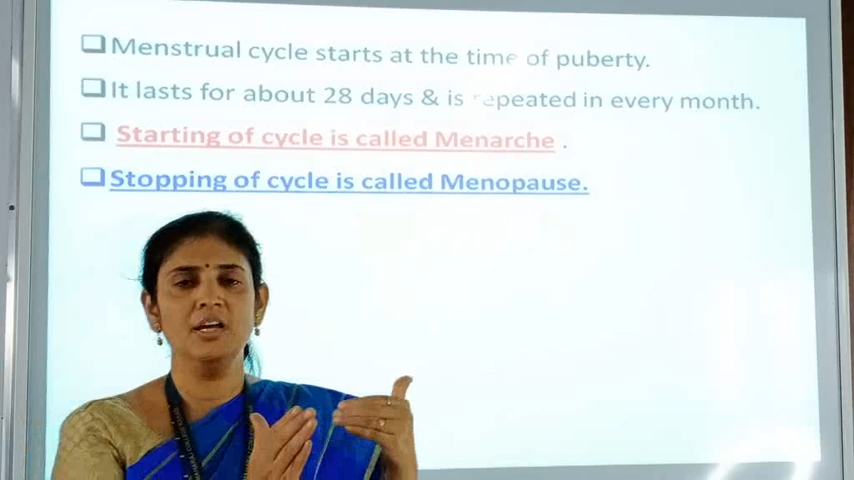 Menstrual cycle starts at the time of puberty.
It lasts for about 28 days & is repeated in every month.
Starting of cycle is called Menarche .
Stopping of cycle is called Menopause.